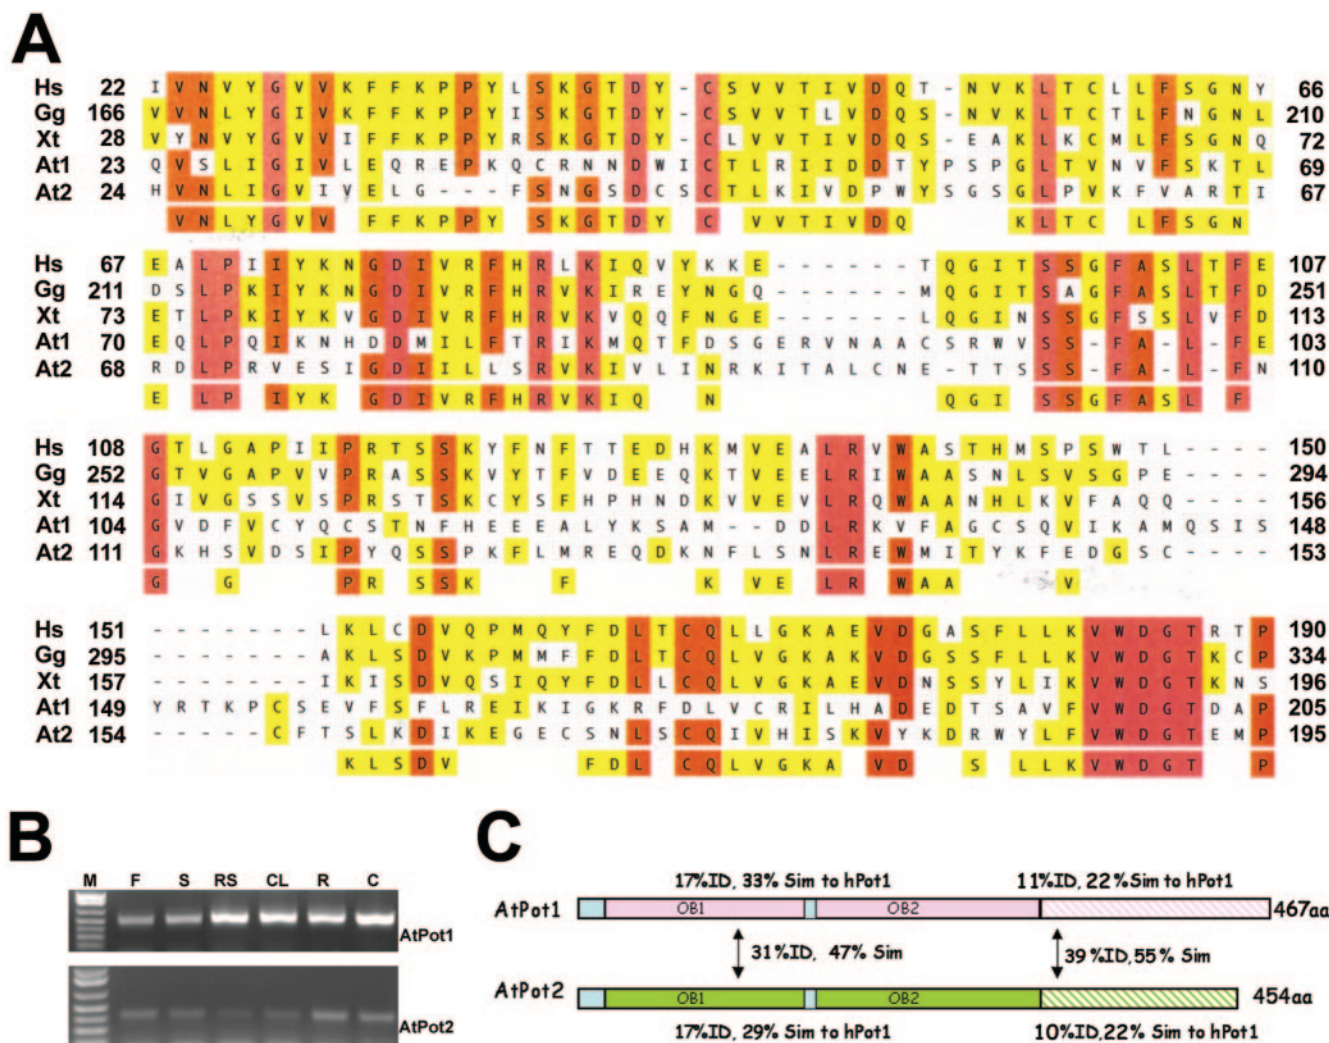 A
Hs 22 I V N V Y G V V K F F K P P Y L S K G T D Y - C S V V T I V D Q T - N V K L T C L L F S G N Y 66
Gg 166 V V N L Y G I V K F F K P P Y I S K G T D Y - C S V V T L V D Q S - N V K L T C T L F N G N L 210
Xt 28 V Y N V Y G V V I F F K P P Y R S K G T D Y - C L V V T I V D Q S - E A K L K C M L F S G N Q 72
At1 23 Q V S L I G I V L E Q R E P K Q C R N N D W I C T L R I I D D T Y P S P G L T V N V F S K T L 69
At2 24 H V N L I G V I V E L G - - - F S N G S D C S C T L K I V D P W Y S G S G L P V K F V A R T I 67
V N L Y G V V F F K P P Y S K G T D Y C V V T I V D Q K L T C L F S G N
Hs 67 E A L P I I Y K N G D I V R F H R L K I Q V Y K K E - - - - - - T Q G I T S S G F A S L T F E 107
Gg 211 D S L P K I Y K N G D I V R F H R V K I R E Y N G Q - - - - - - M Q G I T S A G F A S L T F D 251
Xt 73 E T L P K I Y K V G D I V R F H R V K V Q Q F N G E - - - - - - L Q G I N S S G F S S L V F D 113
At1 70 E Q L P Q I K N H D D M I L F T R I K M Q T F D S G E R V N A A C S R W V S S - F A - L - F E 103
At2 68 R D L P R V E S I G D I I L L S R V K I V L I N R K I T A L C N E - T T S S S - F A - L - F N 110
E L P I Y K G D I V R F H R V K I Q N Q G I S S G F A S L F
Hs 108 G T L G A P I I P R T S S K Y F N F T T E D H K M V E A L R V W A S T H M S P S W T L - - - - 150
Gg 252 G T V G A P V V P R A S S K V Y T F V D E E Q K T V E E L R I W A A S N L S V S G P E - - - - 294
Xt 114 G I V G S S V S P R S T S K C Y S F H P H N D K V V E V L R Q W A A N H L K V F A Q Q - - - - 156
At1 104 G V D F V C Y Q C S T N F H E E E A L Y K S A M - - D D L R K V F A G C S Q V I K A M Q S I S 148
At2 111 G K H S V D S I P Y Q S S P K F L M R E Q D K N F L S N L R E W M I T Y K F E D G S C - - - - 153
G G P R S S K F K V E L R W A A V
Hs 151 - - - - - - - L K L C D V Q P M Q Y F D L T C Q L L G K A E V D G A S F L L K V W D G T R T P 190
Gg 295 - - - - - - - A K L S D V K P M M F F D L T C Q L V G K A K V D G S S F L L K V W D G T K C P 334
Xt 157 - - - - - - - I K I S D V Q S I Q Y F D L L C Q L V G K A E V D N S S Y L I K V W D G T K N S 196
At1 149 Y R T K P C S E V F S F L R E I K I G K R F D L V C R I L H A D E D T S A V F V W D G T D A P 205
At2 154 - - - - - C F T S L K D I K E G E C S N L S C Q I V H I S K V Y K D R W Y L F V W D G T E M P 195
K L S D V F D L C Q L V G K A V D S L L K V W D G T P
B
M F S RS CL R C
AtPot1
AtPot2
C
17%ID, 33% Sim to hPot1 11%ID, 22%Sim to hPot1
AtPot1 OB1 OB2 467aa
31%ID, 47% Sim 39%ID,55% Sim
AtPot2 OB1 OB2 454aa
17%ID, 29% Sim to hPot1 10%ID,22% Sim to hPot1